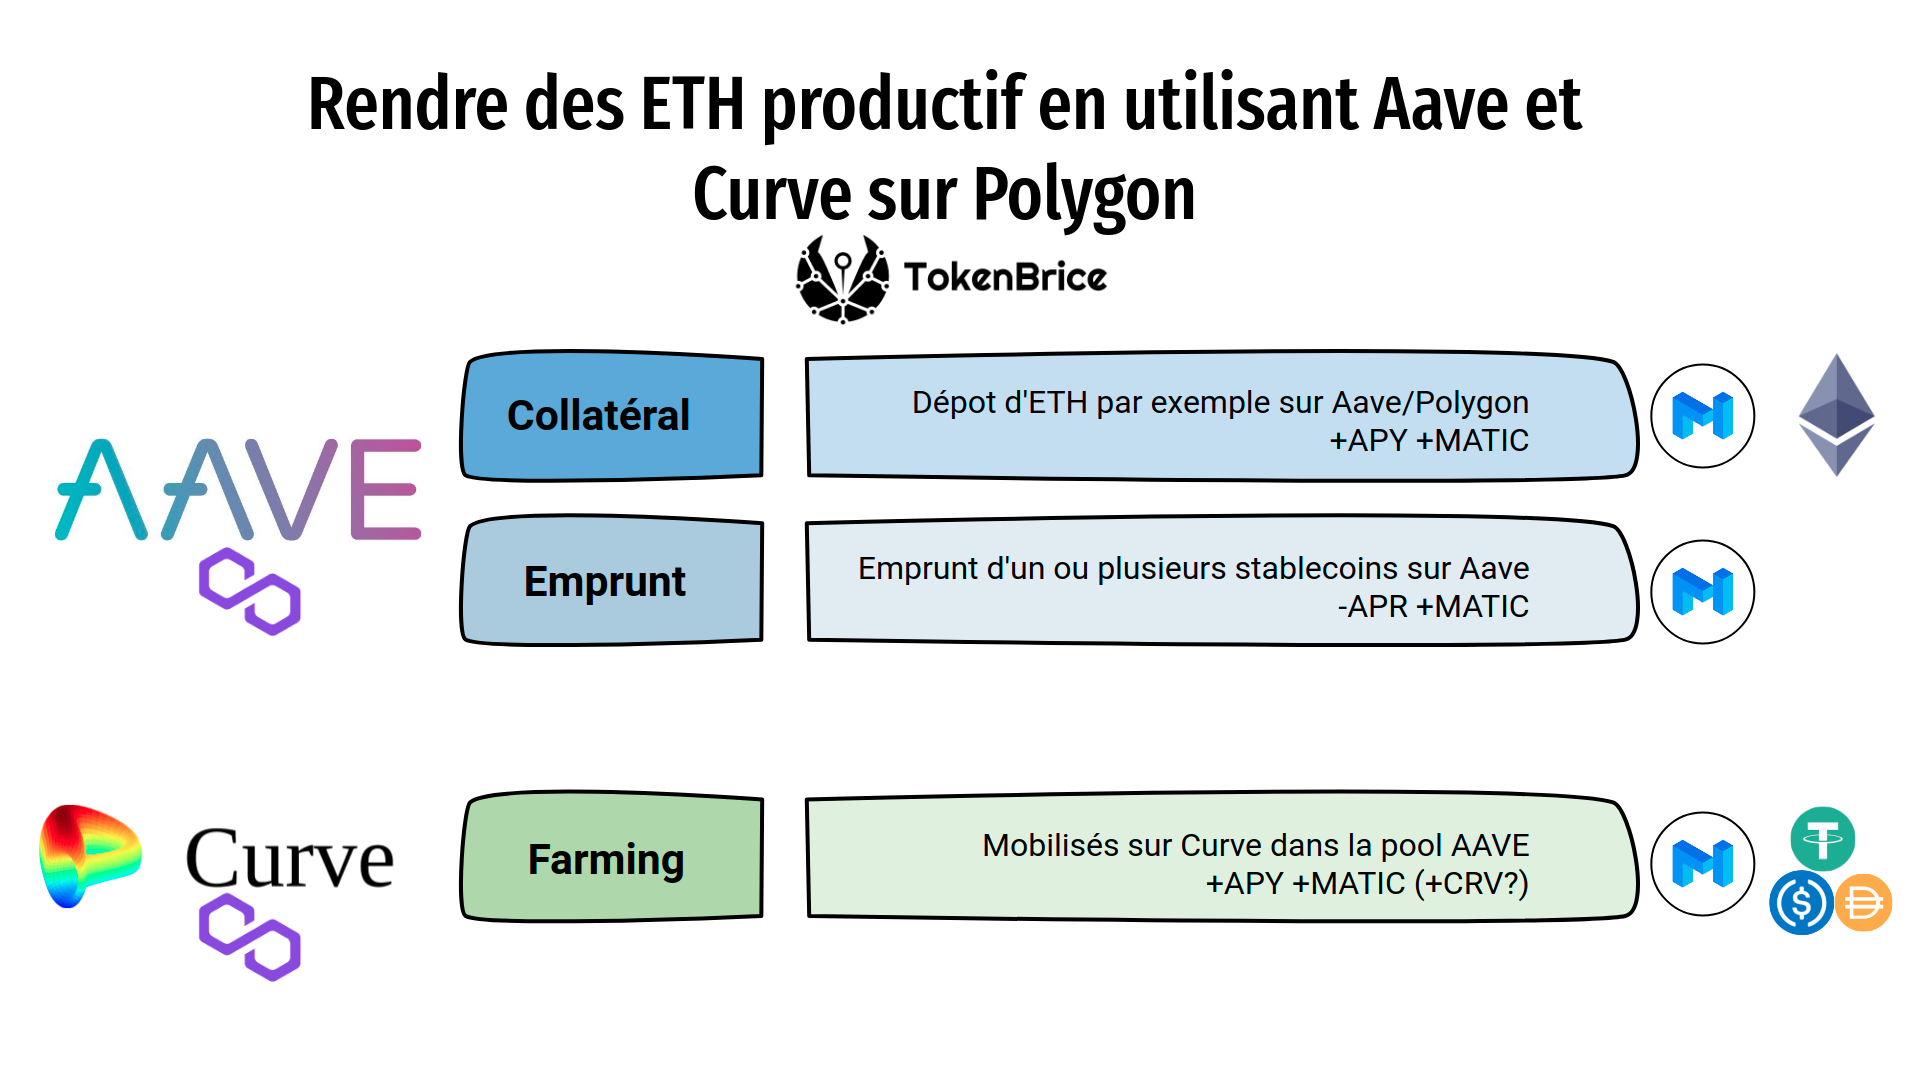 Rendre des ETH productif en utilisant Aave et
Curve sur Polygon
TokenBrice
AAVE
Collatéral
Dépot d'ETH par exemple sur Aave/Polygon
+APY +MATIC
Emprunt
Emprunt d'un ou plusieurs stablecoins sur Aave
-APR +MATIC
Curve
Farming
Mobilisés sur Curve dans la pool AAVE
+APY +MATIC (+CRV?)